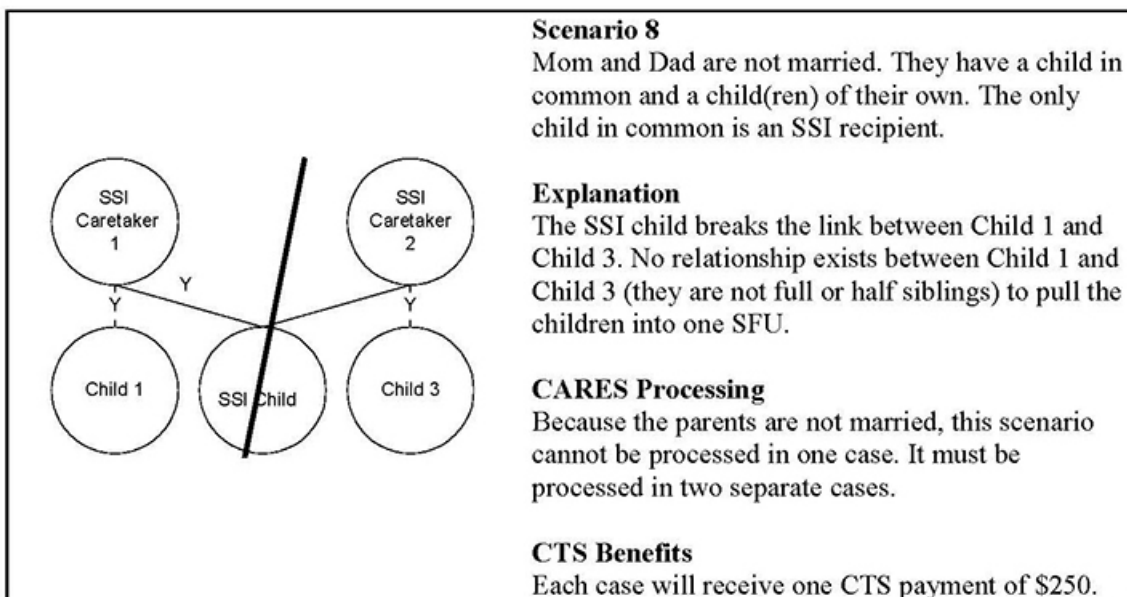 SSI
Caretaker
1
SSI
Caretaker
2
Y
Y
Y
Child 1
SSI Child
Child 3
Scenario 8
Mom and Dad are not married. They have a child in
common and a child(ren) of their own. The only
child in common is an SSI recipient.
Explanation
The SSI child breaks the link between Child 1 and
Child 3. No relationship exists between Child 1 and
Child 3 (they are not full or half siblings) to pull the
children into one SFU.
CARES Processing
Because the parents are not married, this scenario
cannot be processed in one case. It must be
processed in two separate cases.
CTS Benefits
Each case will receive one CTS payment of $250.